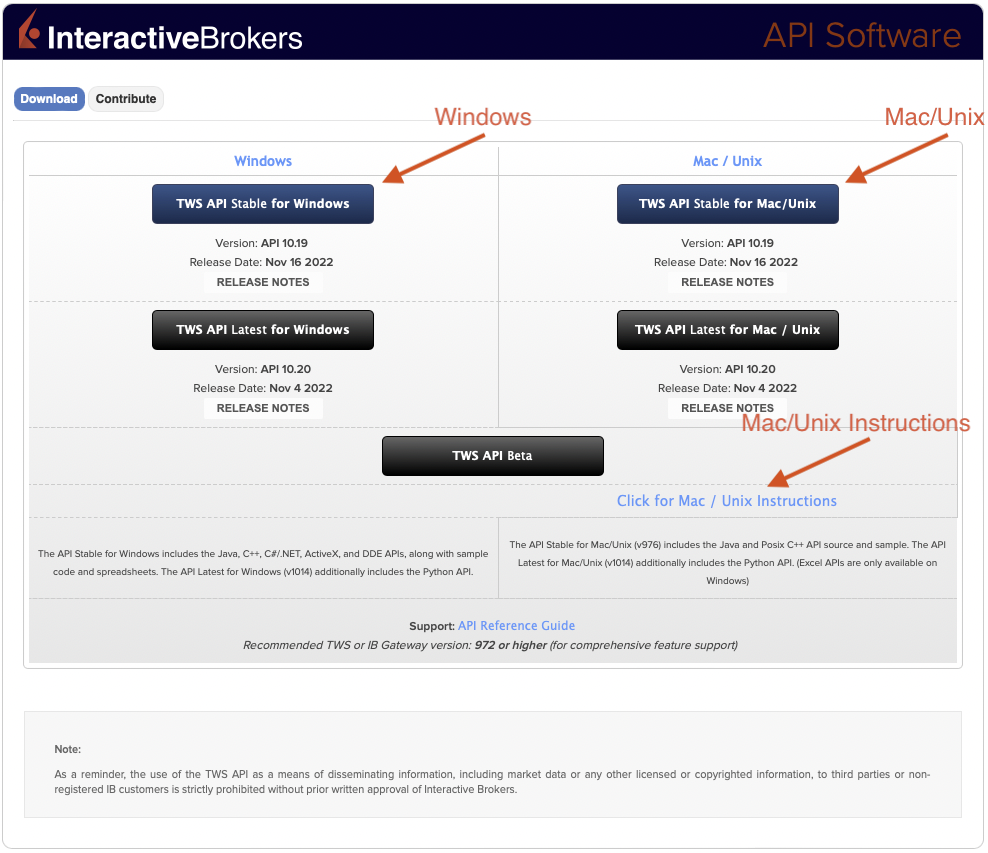 InteractiveBrokers
API Software
Download
Contribute
Windows
Mac/Unix
Windows
Mac / Unix
TWS API Stable for Windows
TWS API Stable for Mac/Unix
Version: API 10.19
Version: API 10.19
Release Date: Nov 16 2022
Release Date: Nov 16 2022
RELEASE NOTES
RELEASE NOTES
TWS API Latest for Windows
TWS API Latest for Mac / Unix
Version: API 10.20
Version: API 10.20
Release Date: Nov 4 2022
Release Date: Nov 4 2022
RELEASE NOTES
RELEASE NOTES
Mac/Unix Instructions
TWS API Beta
Click for Mac / Unix Instructions
The API Stable for Windows includes the Java, C++, C#/.NET, ActiveX, and DDE APIs, along with sample
code and spreadsheets. The API Latest for Windows (v1014) additionally includes the Python API.
The API Stable for Mac/Unix (v976) includes the Java and Posix C++ API source and sample. The API
Latest for Mac/Unix (v1014) additionally includes the Python API. (Excel APIs are only available on
Windows)
Support: API Reference Guide
Recommended TWS or IB Gateway version: 972 or higher (for comprehensive feature support)
Note:
As a reminder, the use of the TWS API as a means of disseminating information, including market data or any other licensed or copyrighted information, to third parties or non-
registered IB customers is strictly prohibited without prior written approval of Interactive Brokers.